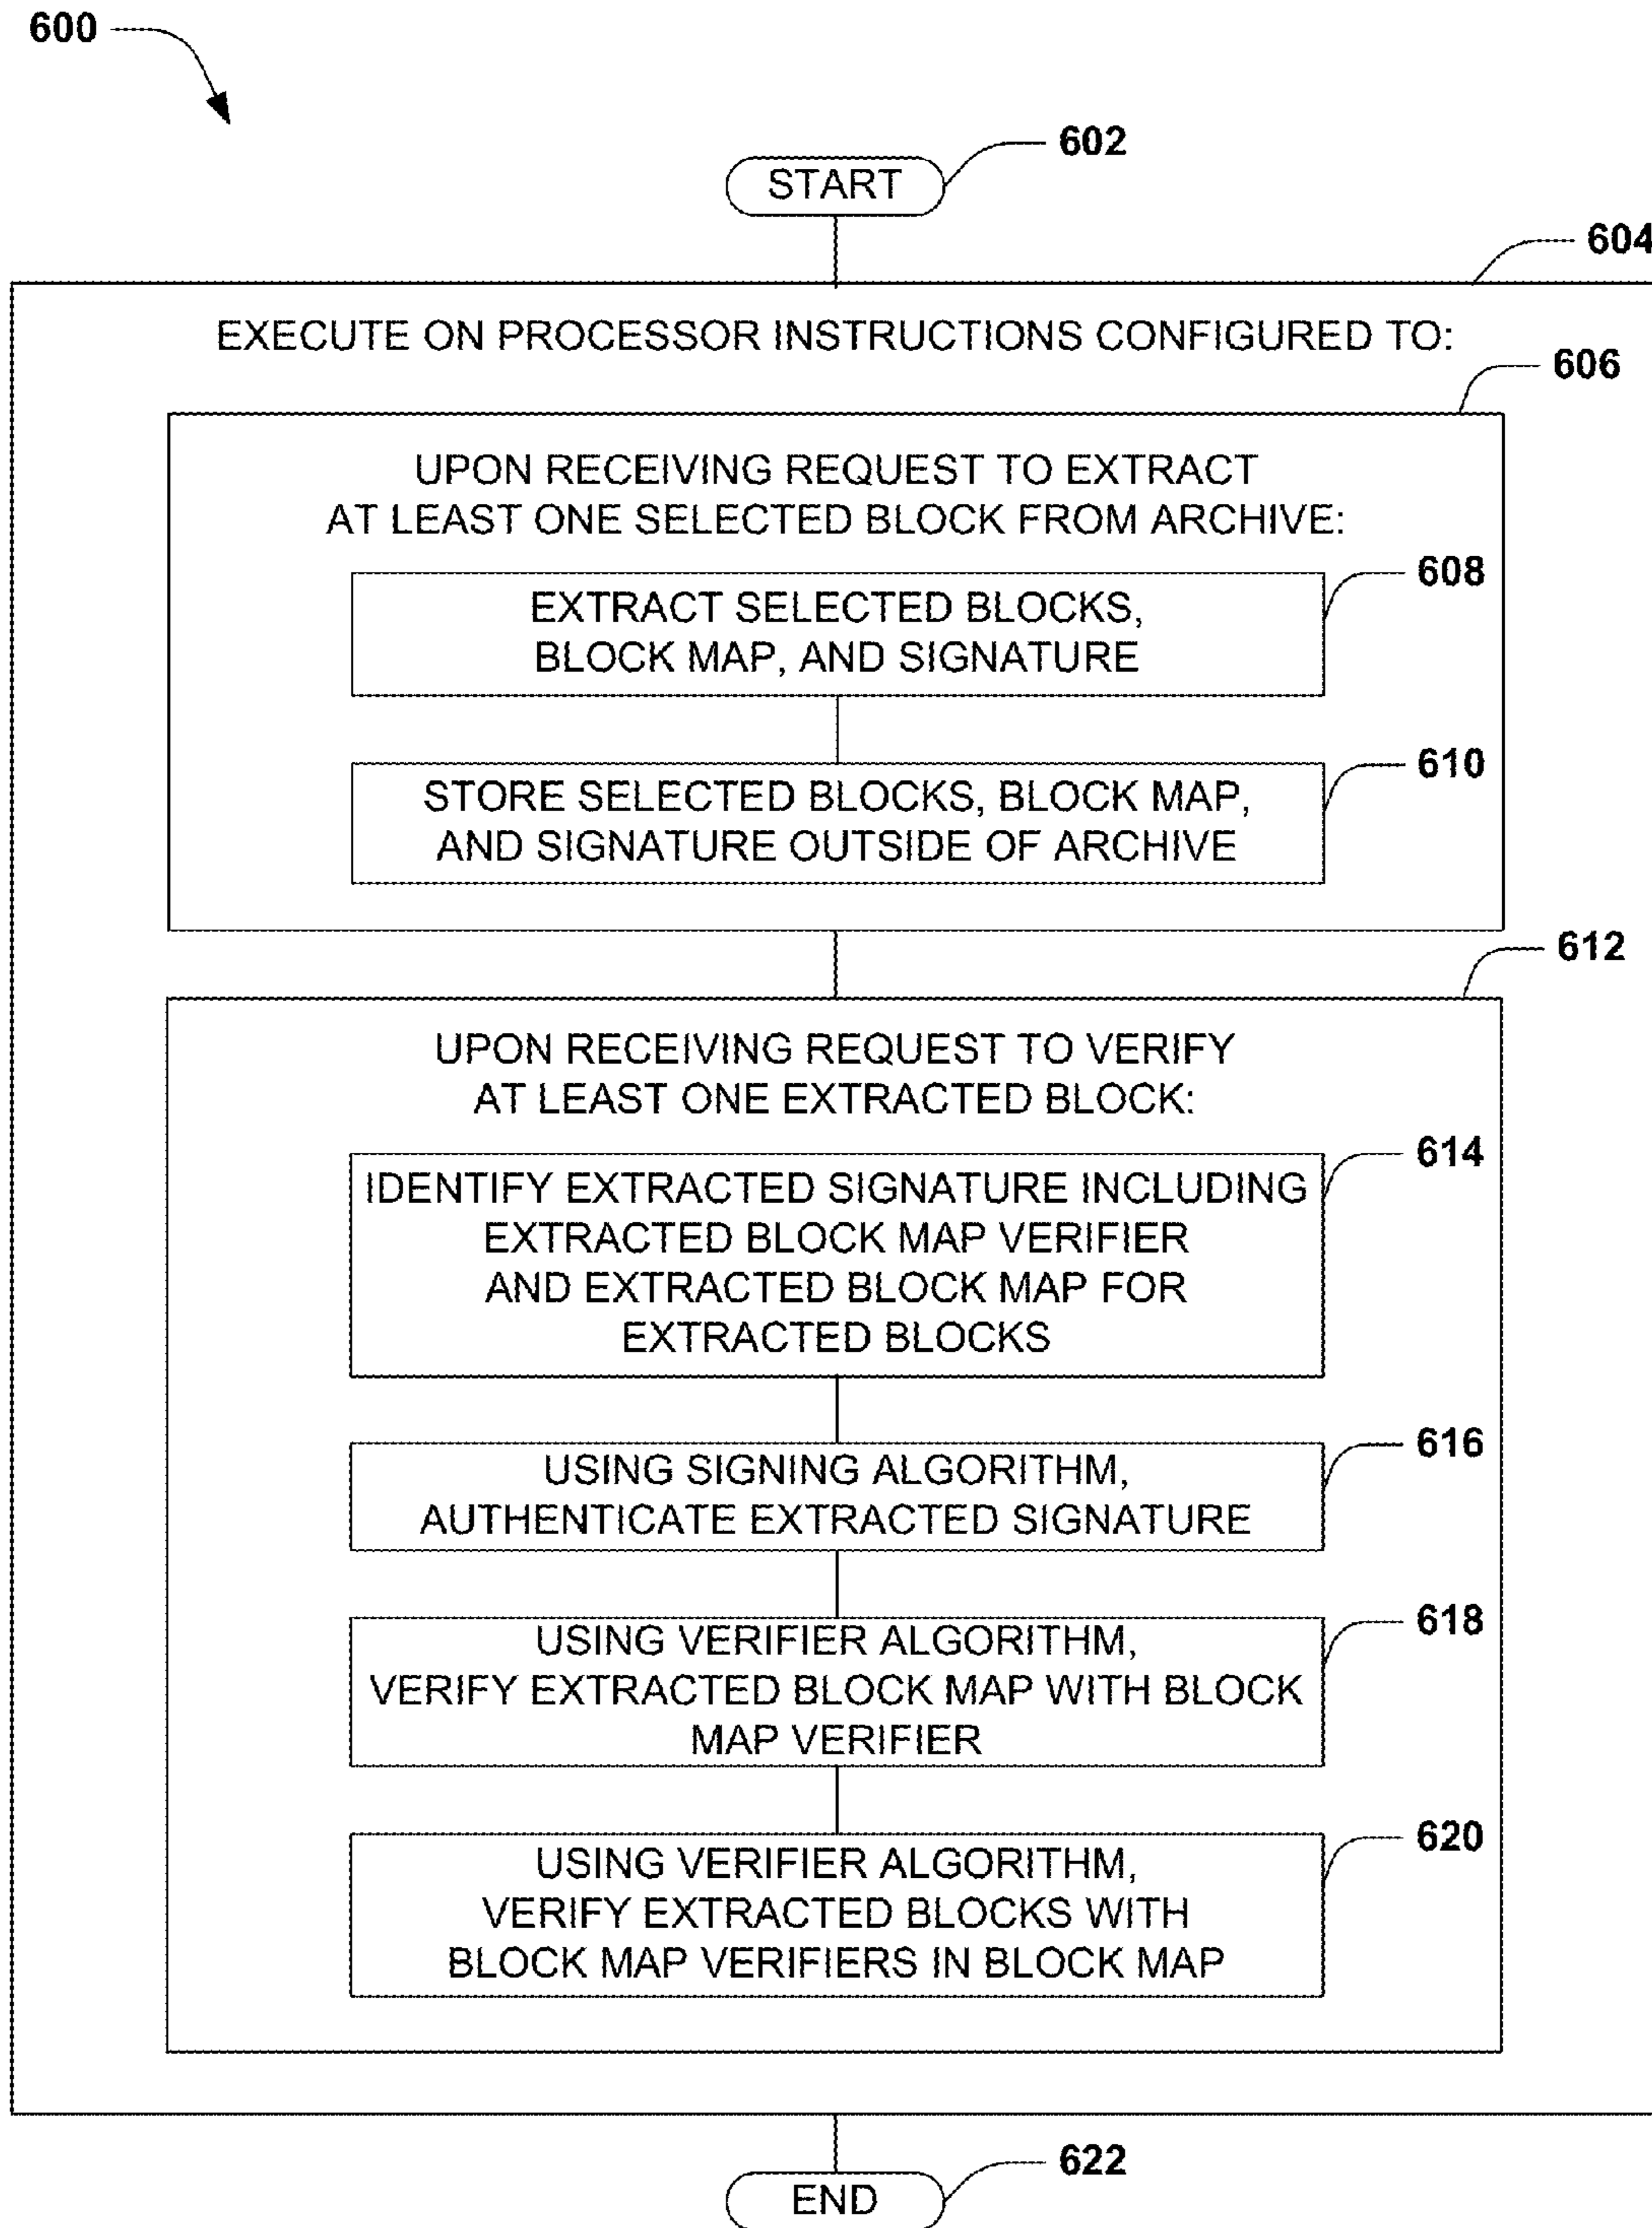 600
602
START
604
EXECUTE ON PROCESSOR INSTRUCTIONS CONFIGURED TO:
606
UPON RECEIVING REQUEST TO EXTRACT
AT LEAST ONE SELECTED BLOCK FROM ARCHIVE:
608
EXTRACT SELECTED BLOCKS,
BLOCK MAP, AND SIGNATURE
610
STORE SELECTED BLOCKS, BLOCK MAP,
AND SIGNATURE OUTSIDE OF ARCHIVE
612
UPON RECEIVING REQUEST TO VERIFY
AT LEAST ONE EXTRACTED BLOCK:
614
IDENTIFY EXTRACTED SIGNATURE INCLUDING
EXTRACTED BLOCK MAP VERIFIER
AND EXTRACTED BLOCK MAP FOR
EXTRACTED BLOCKS
616
USING SIGNING ALGORITHM,
AUTHENTICATE EXTRACTED SIGNATURE
618
USING VERIFIER ALGORITHM,
VERIFY EXTRACTED BLOCK MAP WITH BLOCK
MAP VERIFIER
620
USING VERIFIER ALGORITHM,
VERIFY EXTRACTED BLOCKS WITH
BLOCK MAP VERIFIERS IN BLOCK MAP
622
END